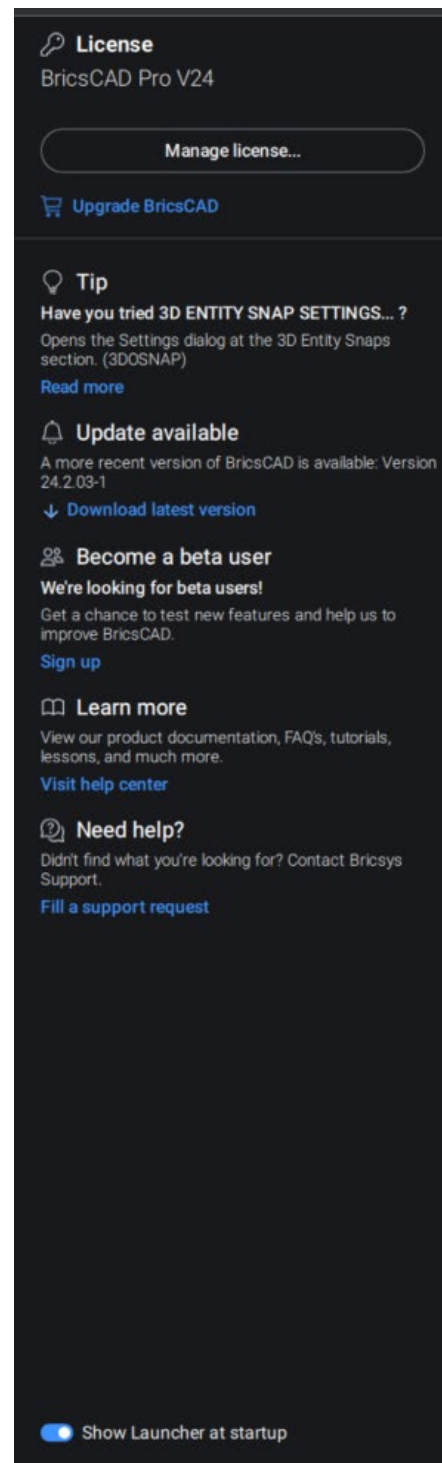 License
BricsCAD Pro V24
Manage license...
Upgrade BricsCAD
Tip
Have you tried 3D ENTITY SNAP SETTINGS... ?
Opens the Settings dialog at the 3D Entity Snaps
section. (3DOSNAP)
Read more
Update available
A more recent version of BricsCAD is available: Version
24.2.03-1
Download latest version
Become a beta user
We're looking for beta users!
Get a chance to test new features and help us to
improve BricsCAD.
Sign up
Learn more
View our product documentation, FAQ's, tutorials,
lessons, and much more.
Visit help center
Need help?
Didn't find what you're looking for? Contact Bricsys
Support.
Fill a support request
Show Launcher at startup